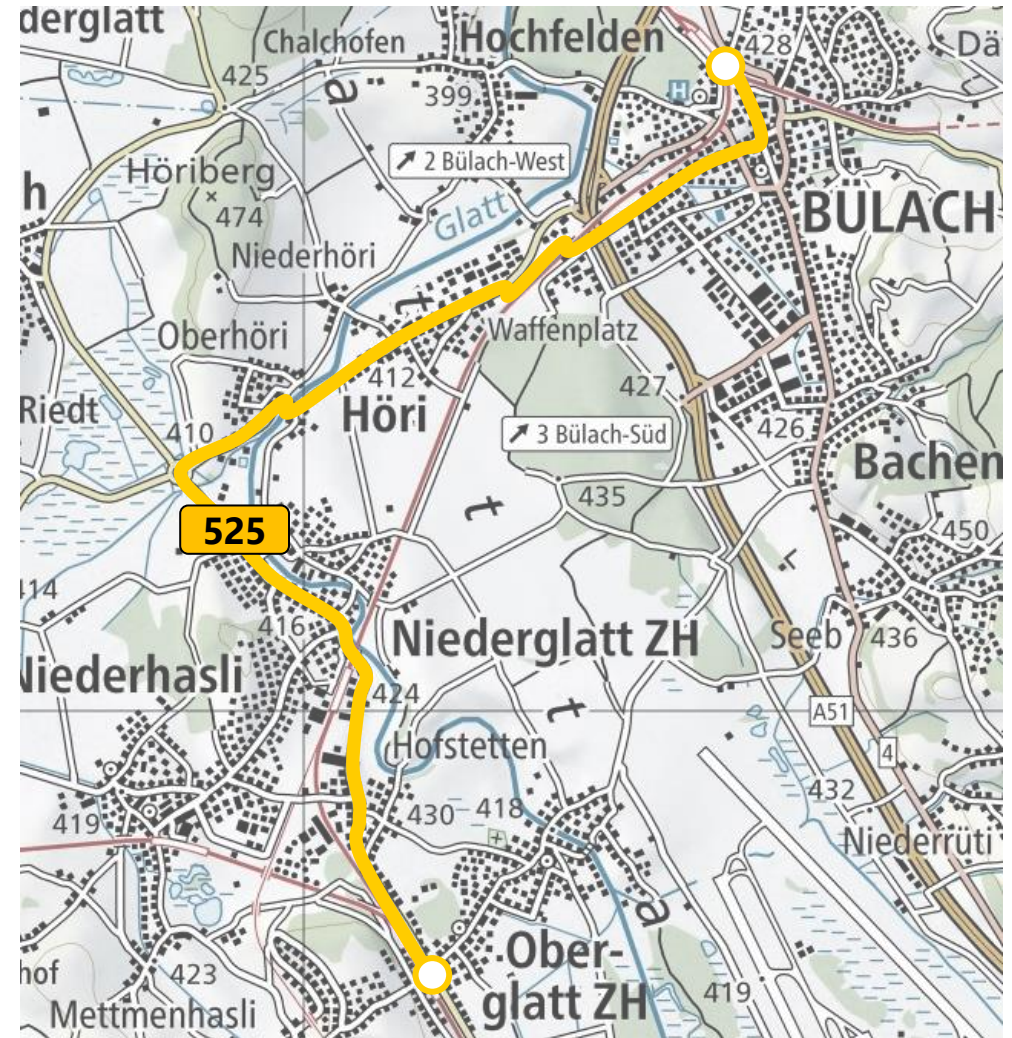 derglatt
Chalchofen
Hochfelden
428
Dä
425
399
a
H
2 Bülach-West
Höriberg
h
474
Glatt
BÜLACH
Niederhöri
t
Oberhöri
Waffenplatz
412
427
Riedt
Höri
410
3 Bülach-Süd
426
Bachen
t
435
525
450
L
414
416
Niederglatt ZH
Seeb
436
Niederhasli
424
t
A51
Hofstetten
4
419
430
418
432
Niederrüti
a
Ober-
glatt ZH
hof
423
419
Mettmenhasli